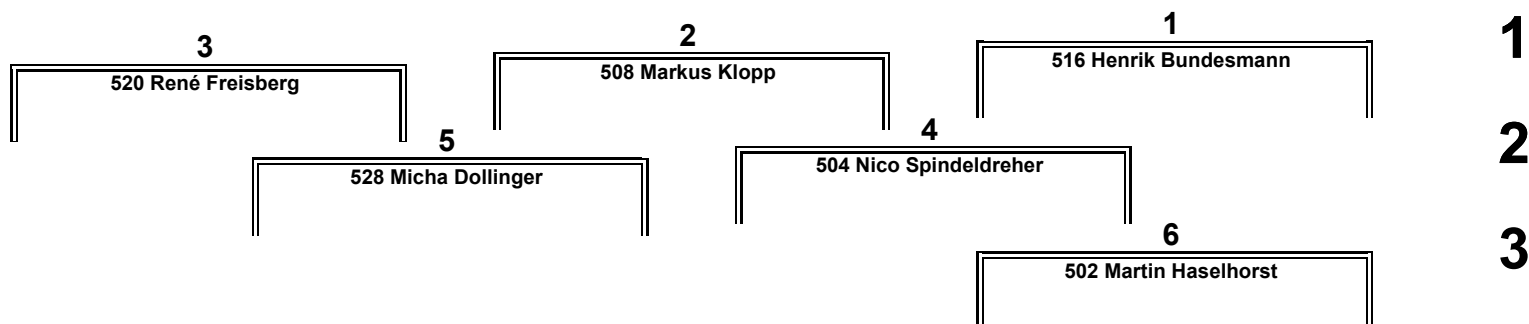 3
520 René Freisberg
2
508 Markus Klopp
1
516 Henrik Bundesmann
1
5
528 Micha Dollinger
4
504 Nico Spindeldreher
2
6
502 Martin Haselhorst
3